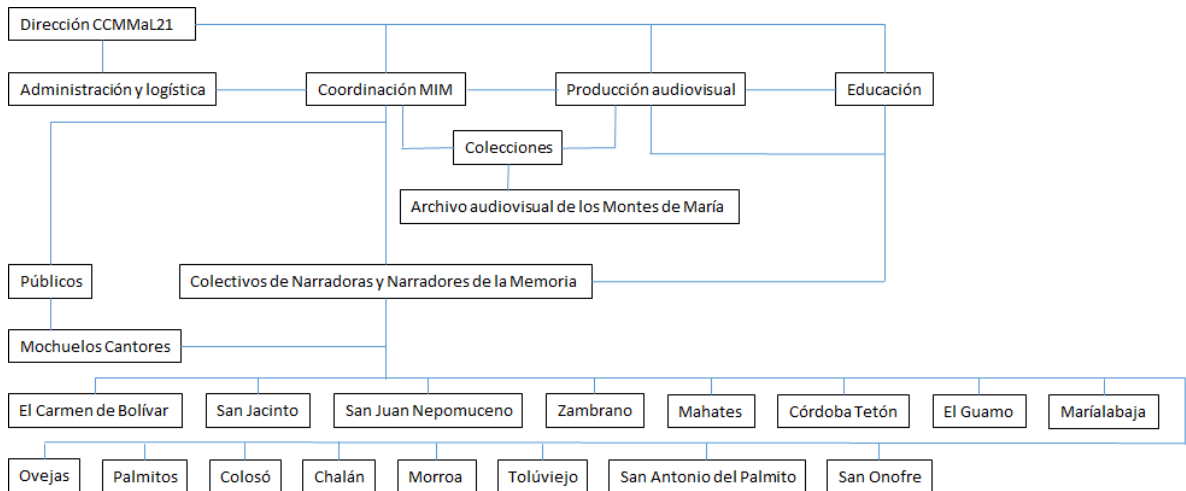 Dirección CCMMaL21
Administración y logística
Coordinación MIM
Producción audiovisual
Educación
Colecciones
Archivo audiovisual de los Montes de María
Públicos
Colectivos de Narradoras y Narradores de la Memoria
Mochuelos Cantores
El Carmen de Bolívar
San Jacinto
San Juan Nepomuceno
Zambrano
Mahates
Córdoba Tetón
El Guamo
Maríalabaja
Ovejas
Palmitos
Colosó
Chalán
Morroa
Tolúviejo
San Antonio del Palmito
San Onofre